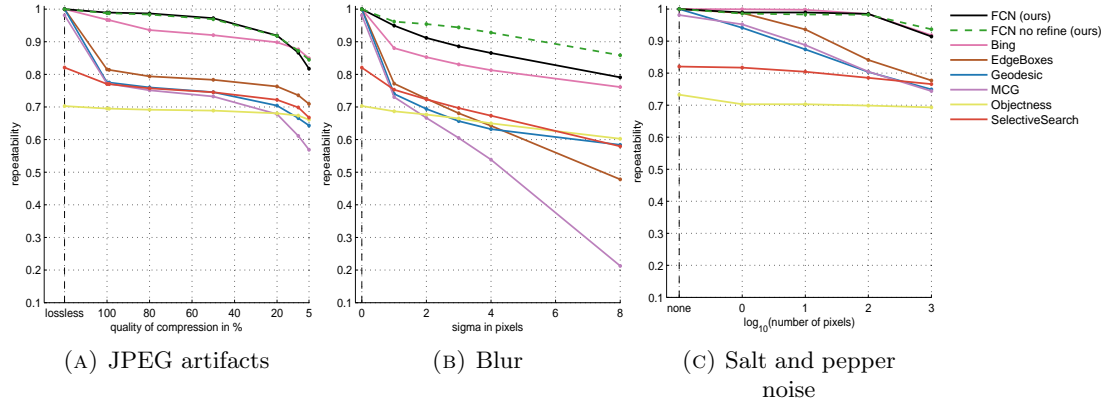 1
0.9
0.8
0.7
0.6
0.5
0.4
0.3
0.2
0.1
repeatability
lossless 100 80 60 40 20 5
quality of compression in %
(A) JPEG artifacts
1
0.9
0.8
0.7
0.6
0.5
0.4
0.3
0.2
0.1
repeatability
0 2 4 6 8
sigma in pixels
(B) Blur
1
0.9
0.8
0.7
0.6
0.5
0.4
0.3
0.2
0.1
repeatability
none 0 1 2 3
log10(number of pixels)
(C) Salt and pepper
noise
FCN (ours)
FCN no refine (ours)
Bing
EdgeBoxes
Geodesic
MCG
Objectness
SelectiveSearch